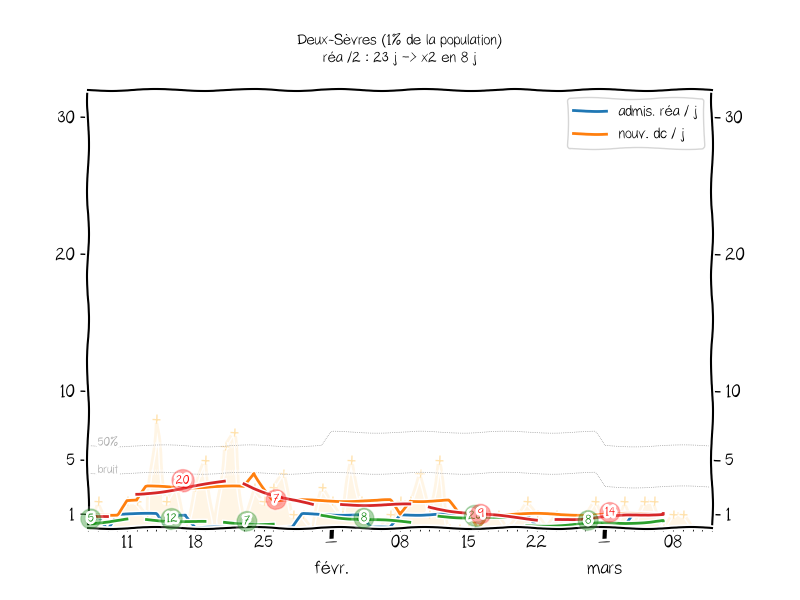 Deux-Sèvres (1% de la population)
réa /2 : 23 j -> x2 en 8 j
admis. réa / j
nouv. dc / j
30 30
20 20
10 10
5 5
1 1
50%
bruit
20
7
5 12 7 8 9 8 14
11 18 25 1 08 15 22 1 08
févr. mars